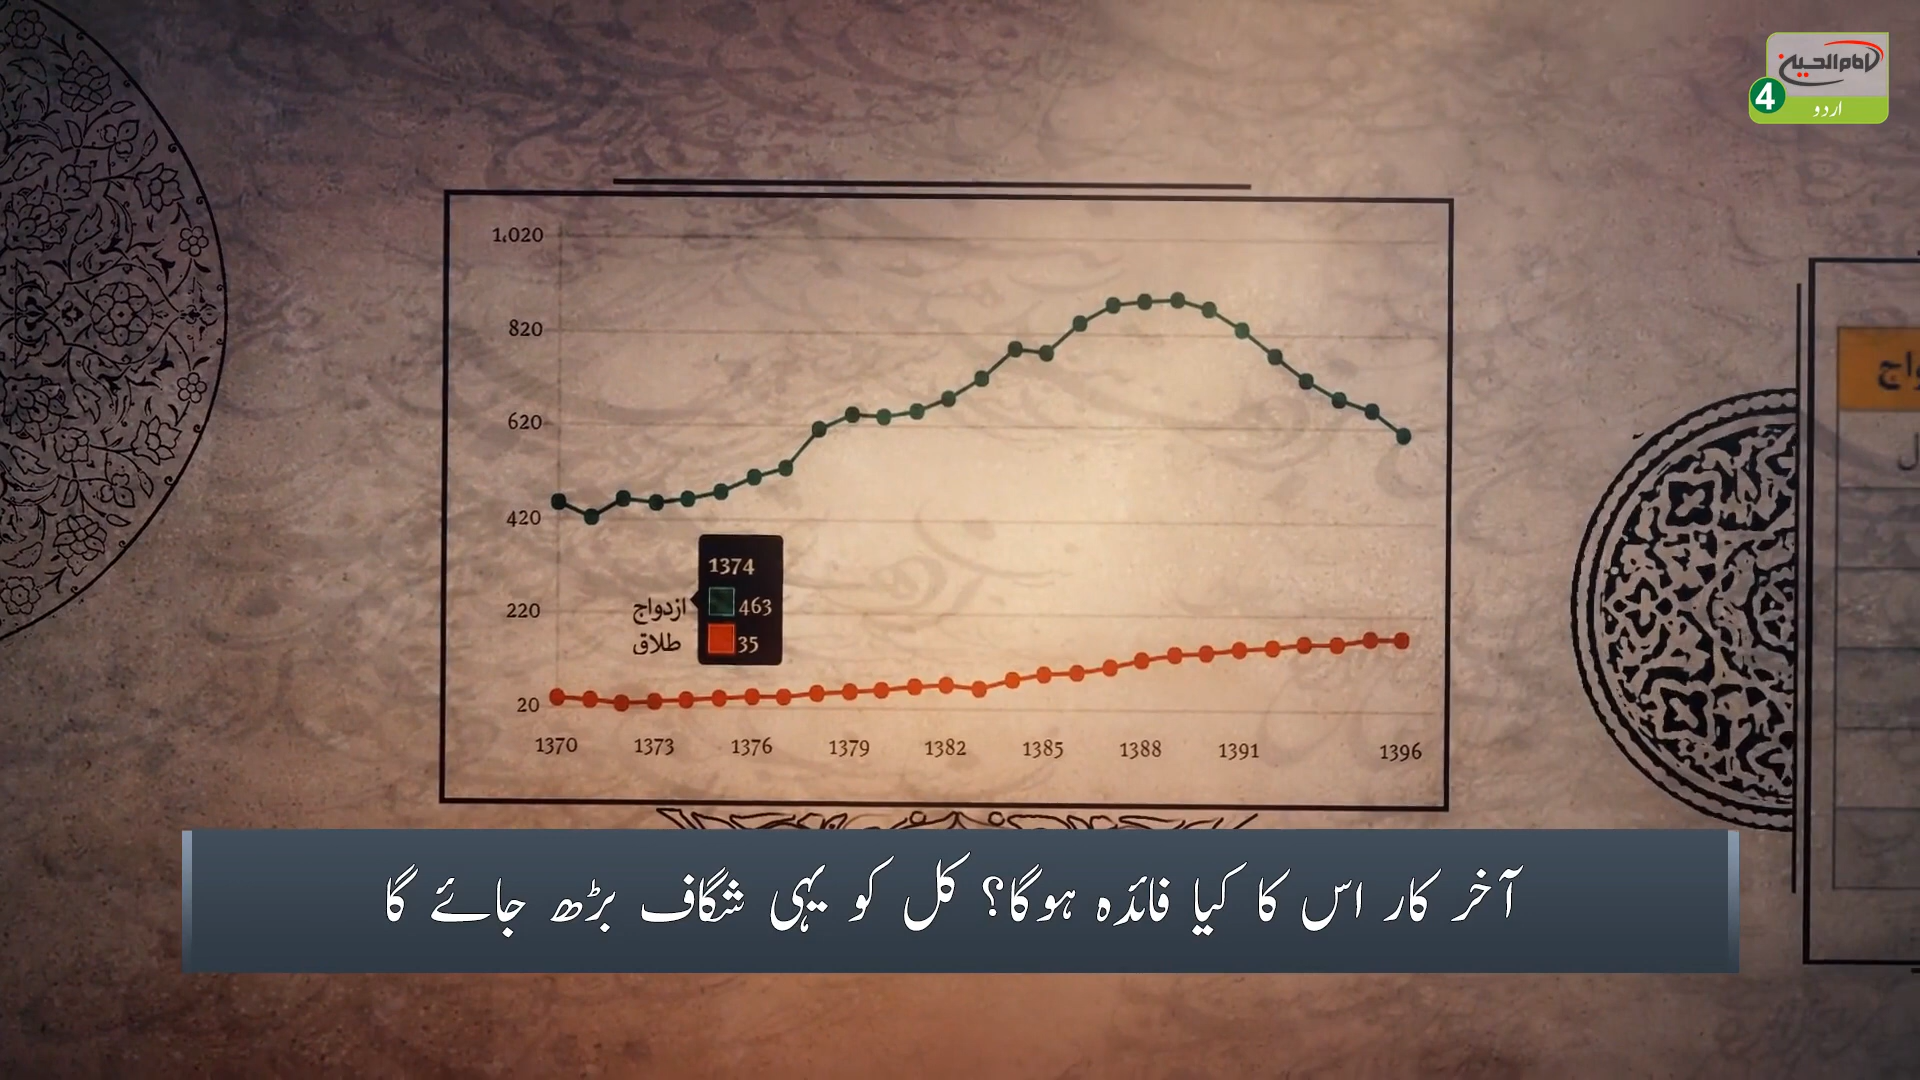 امام الحسین
4
اردو
1,020
820
620
420
220
20
1374
ازدواج 463
طلاق 35
1370 1373 1376 1379 1382 1385 1388 1391 1396
آخر کار اس کا کیا فائدہ ہوگا؟ کل کو یہی شگاف بڑھ جائے گا